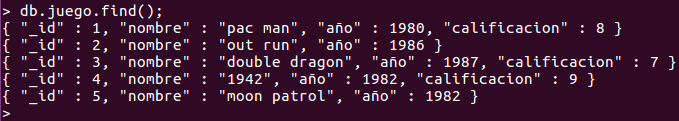 > db.juego.find();
{ "_id" : 1, "nombre" : "pac man", "año" : 1980, "calificacion" : 8 }
{ "_id" : 2, "nombre" : "out run", "año" : 1986 }
{ "_id" : 3, "nombre" : "double dragon", "año" : 1987, "calificacion" : 7 }
{ "_id" : 4, "nombre" : "1942", "año" : 1982, "calificacion" : 9 }
{ "_id" : 5, "nombre" : "moon patrol", "año" : 1982 }
>